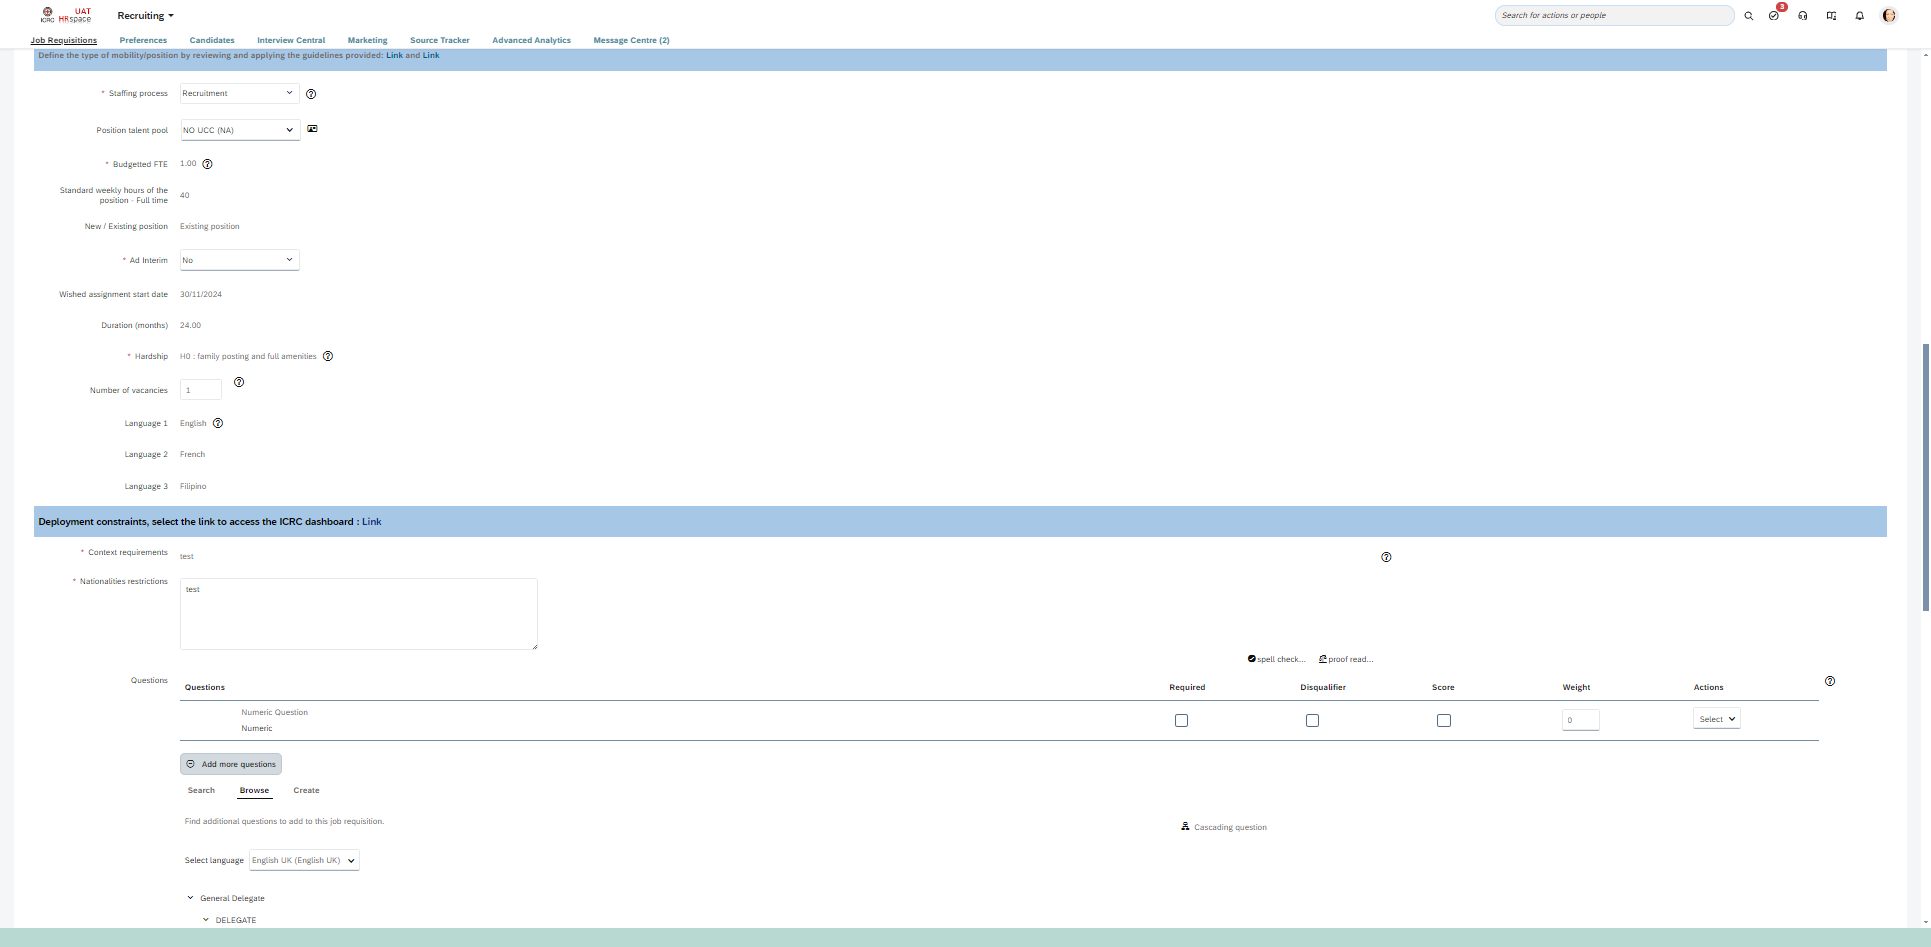 ICRC
UAT
HRspace
Recruiting
Search for actions or people
3
Job Requisitions Preferences Candidates Interview Central Marketing Source Tracker Advanced Analytics Message Centre (2)
Define the type of mobility/position by reviewing and applying the guidelines provided: Link and Link
* Staffing process Recruitment
Position talent pool NO UCC (NA)
* Budgetted FTE 1.00
Standard weekly hours of the
position - Full time
40
New / Existing position Existing position
* Ad Interim No
Wished assignment start date 30/11/2024
Duration (months) 24.00
* Hardship H0 : family posting and full amenities
Number of vacancies 1
Language 1 English
Language 2 French
Language 3 Filipino
Deployment constraints, select the link to access the ICRC dashboard : Link
* Context requirements test
* Nationalities restrictions test
spell check... proof read...
Questions
Questions Required Disqualifier Score Weight Actions
Numeric Question
Numeric
0 Select
Add more questions
Search Browse Create
Find additional questions to add to this job requisition.
Cascading question
Select language English UK (English UK)
General Delegate
DELEGATE